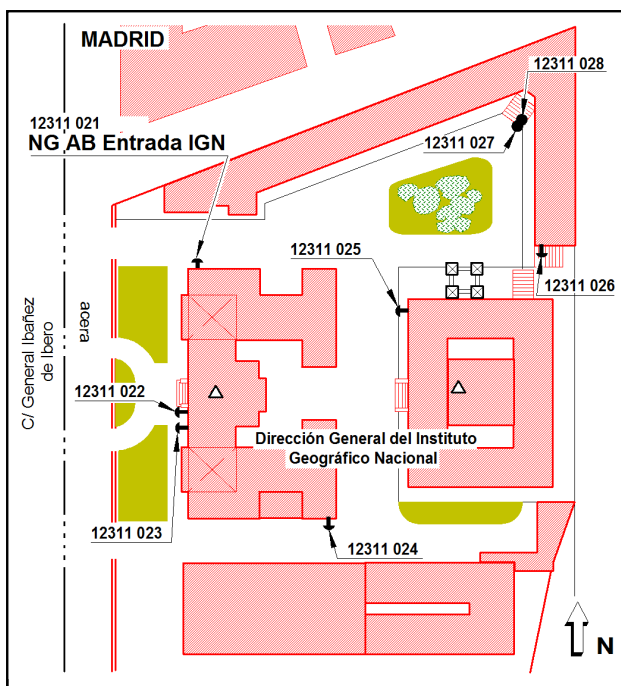 MADRID
12311 028
12311 021
NG AB Entrada IGN
12311 027
12311 025
12311 026
acera
C/ General Ibañez
de Ibero
12311 022
Dirección General del Instituto
Geográfico Nacional
12311 023
12311 024
N